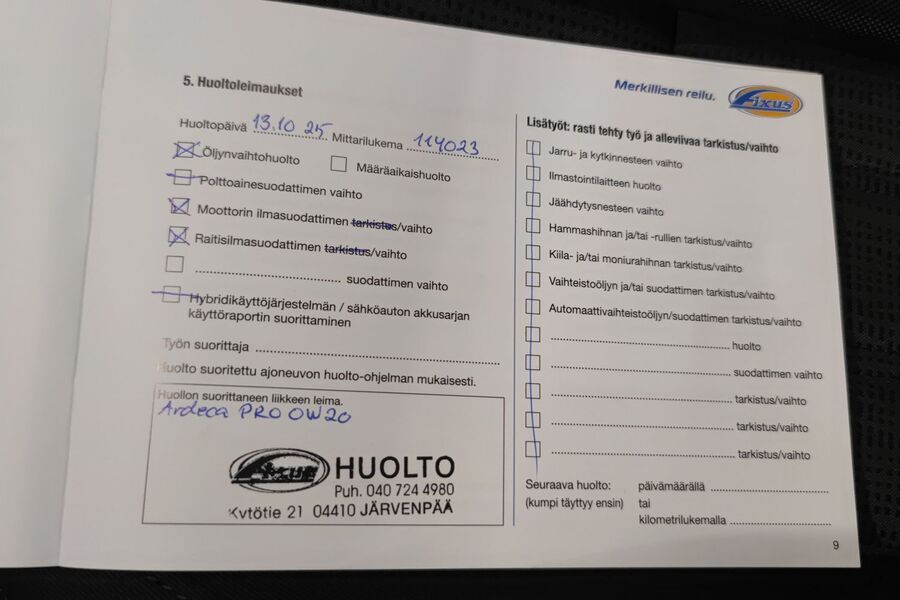 5. Huoltoleimaukset
Merkillisen reilu.
Fixus
Huoltopäivä 13.10 25 Mittarilukema 114023
Öljynvaihtohuolto Määräaikaishuolto
Polttoainesuodattimen vaihto
Moottorin ilmasuodattimen tarkistus/vaihto
Raitisilmasuodattimen tarkistus/vaihto
suodattimen vaihto
Hybridikäyttöjärjestelmän / sähköauton akkusarjan
käyttöraportin suorittaminen
Työn suorittaja
Huolto suoritettu ajoneuvon huolto-ohjelman mukaisesti.
Huollon suorittaneen liikkeen leima.
Ardeca PRO 0W20
Fixus HUOLTO
Puh. 040 724 4980
Kytötie 21 04410 JÄRVENPÄÄ
Lisätyöt: rasti tehty työ ja alleviivaa tarkistus/vaihto
Jarru- ja kytkinnesteen vaihto
Ilmastointilaitteen huolto
Jäähdytysnesteen vaihto
Hammashihnan ja/tai -rullien tarkistus/vaihto
Kiila- ja/tai moniurahihnan tarkistus/vaihto
Vaihteistoöljyn ja/tai suodattimen tarkistus/vaihto
Automaattivaihteistoöljyn/suodattimen tarkistus/vaihto
huolto
suodattimen vaihto
tarkistus/vaihto
tarkistus/vaihto
tarkistus/vaihto
Seuraava huolto: päivämäärällä
(kumpi täyttyy ensin) tai
kilometrilukemalla
9